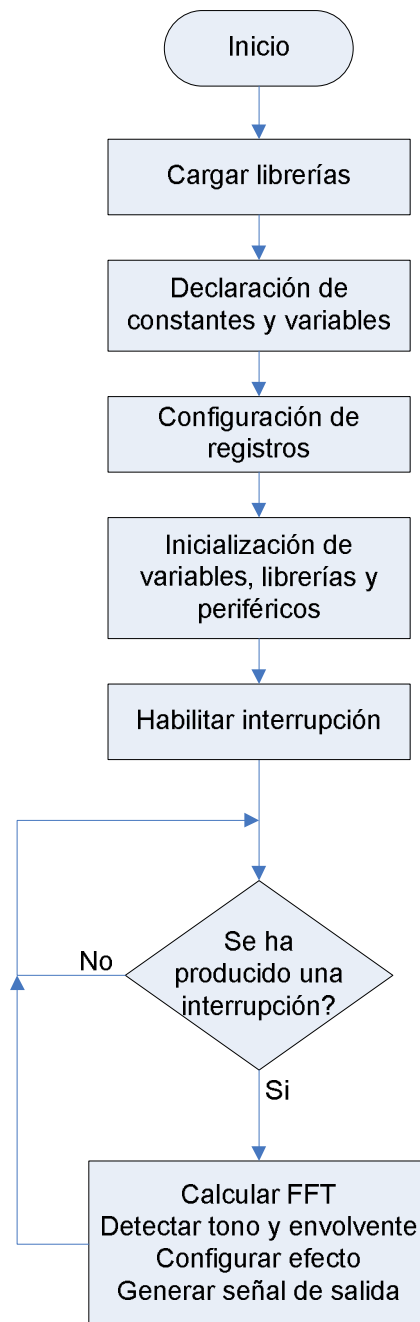 Inicio
Cargar librerías
Declaración de
constantes y variables
Configuración de
registros
Inicialización de
variables, librerías y
periféricos
Habilitar interrupción
Se ha
producido una
interrupción?
No
Si
Calcular FFT
Detectar tono y envolvente
Configurar efecto
Generar señal de salida